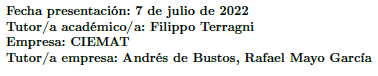 Fecha presentación: 7 de julio de 2022
Tutor/a académico/a: Filippo Terragni
Empresa: CIEMAT
Tutor/a empresa: Andrés de Bustos, Rafael Mayo García